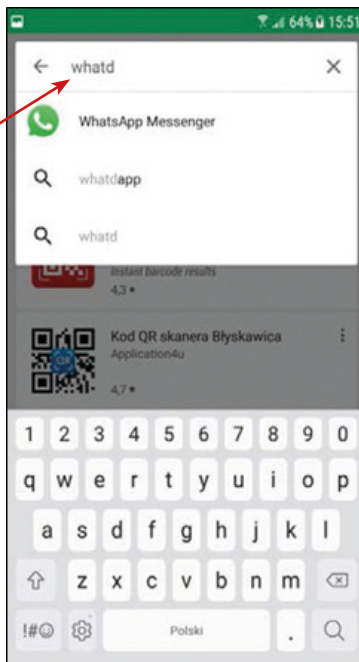 64% 15:51
whatd
WhatsApp Messenger
whatdapp
whatd
Instant barcode results
4,3 ★
Kod QR skanera Błyskawica
Application4u
4,7 ★
1 2 3 4 5 6 7 8 9 0
q w e r t y u i o p
a s d f g h j k l
z x c v b n m
!#☺ Polski .